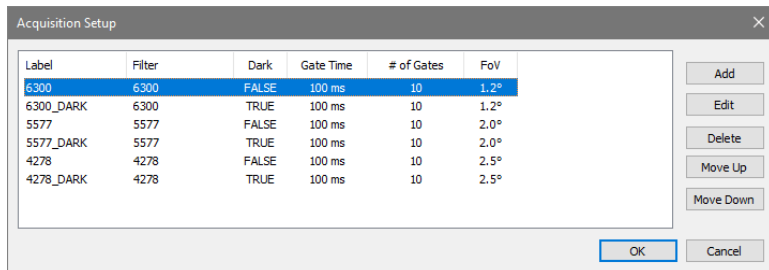 Acquisition Setup
Label Filter Dark Gate Time # of Gates FoV
6300 6300 FALSE 100 ms 10 1.2°
6300_DARK 6300 TRUE 100 ms 10 1.2°
5577 5577 FALSE 100 ms 10 2.0°
5577_DARK 5577 TRUE 100 ms 10 2.0°
4278 4278 FALSE 100 ms 10 2.5°
4278_DARK 4278 TRUE 100 ms 10 2.5°
Add
Edit
Delete
Move Up
Move Down
OK Cancel